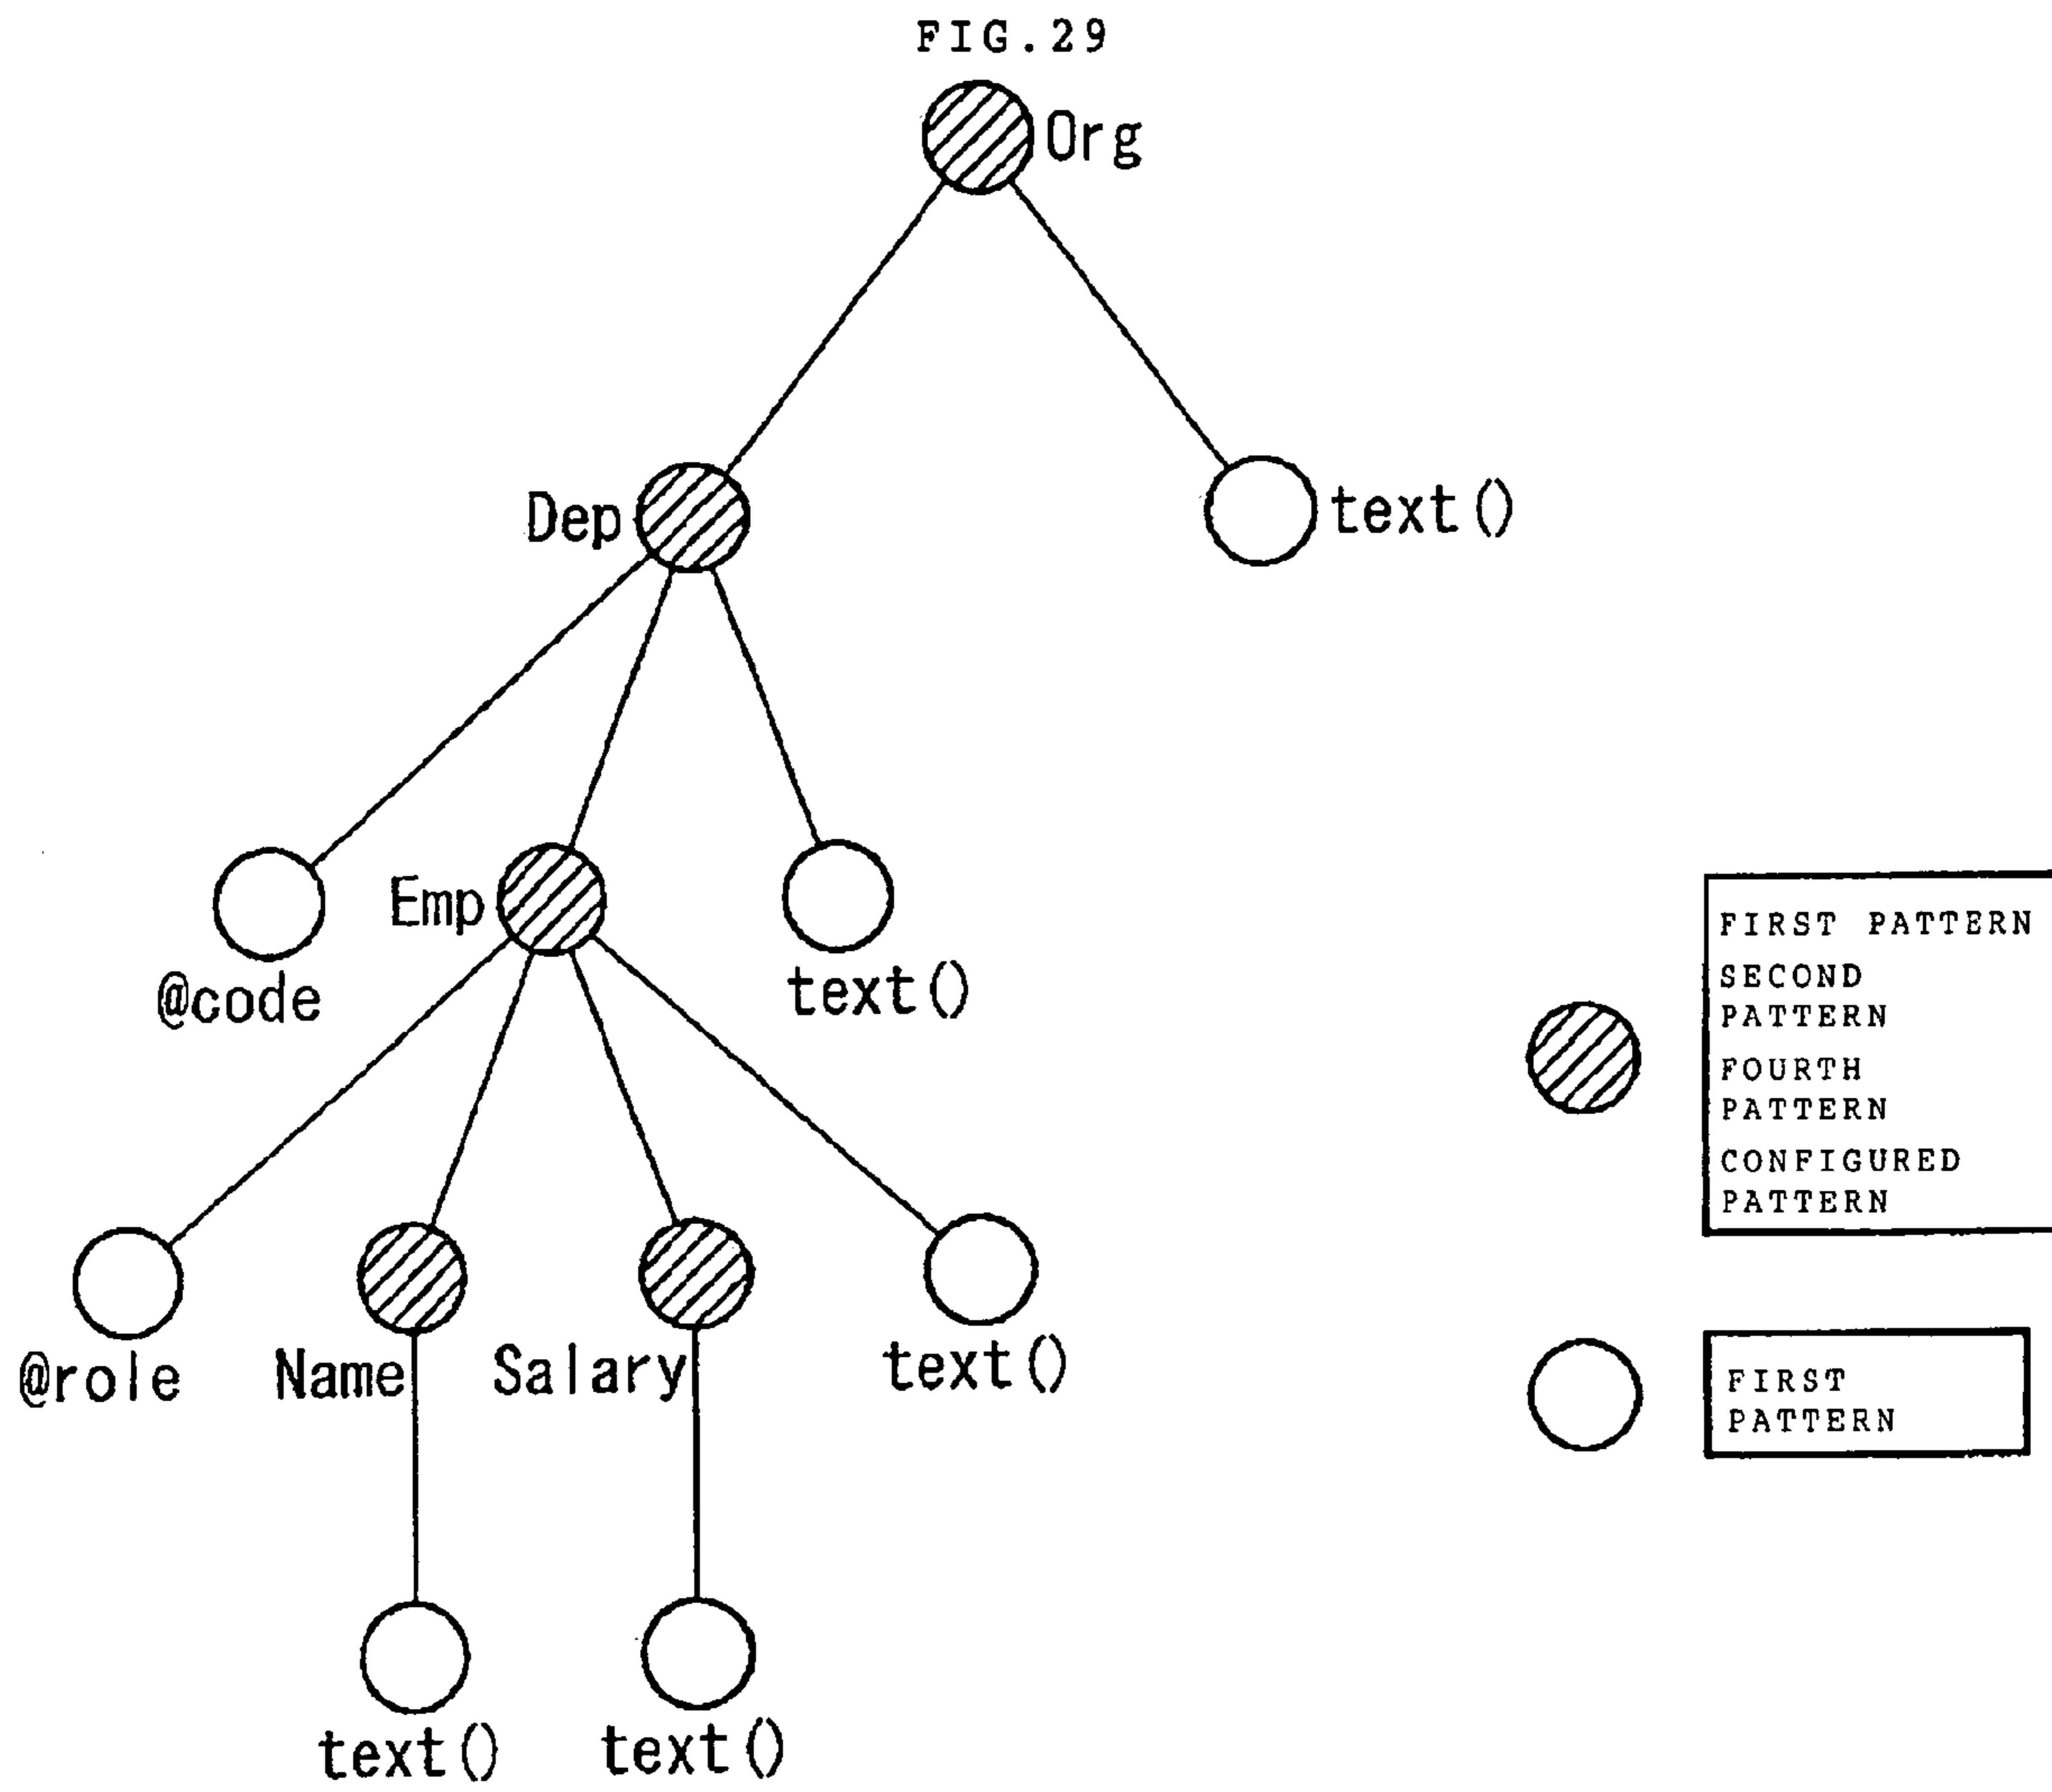 FIG.29
Org
Dep
text()
Emp
@code
text()
@role
Name
Salary
text()
text()
text()
FIRST PATTERN
SECOND
PATTERN
FOURTH
PATTERN
CONFIGURED
PATTERN
FIRST
PATTERN